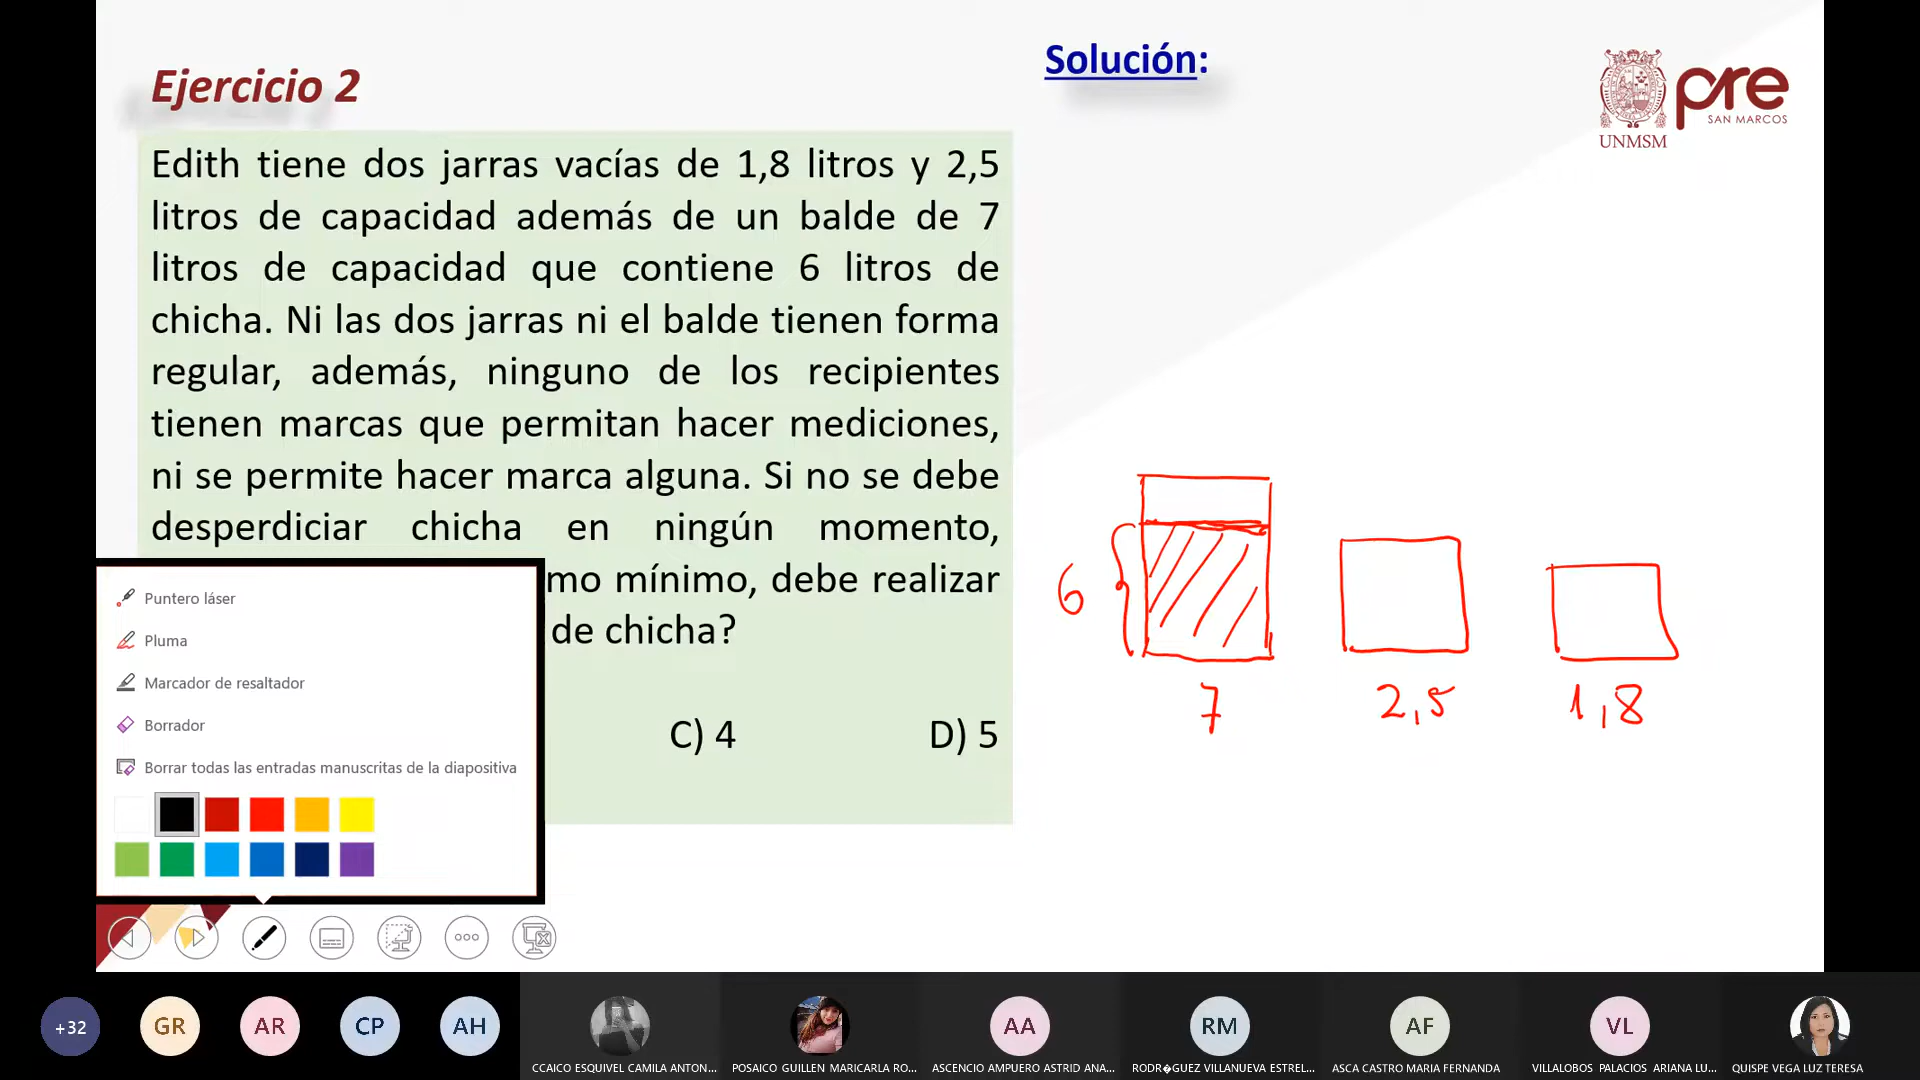 Ejercicio 2
Edith tiene dos jarras vacías de 1,8 litros y 2,5
litros de capacidad además de un balde de 7
litros de capacidad que contiene 6 litros de
chicha. Ni las dos jarras ni el balde tienen forma
regular, además, ninguno de los recipientes
tienen marcas que permitan hacer mediciones,
ni se permite hacer marca alguna. Si no se debe
desperdiciar chicha en ningún momento,
mo mínimo, debe realizar
de chicha?
C) 4 D) 5
Solución:
pre
SAN MARCOS
UNMSM
6
7
2,5
1,8
Puntero láser
Pluma
Marcador de resaltador
Borrador
Borrar todas las entradas manuscritas de la diapositiva
+32
GR
AR
CP
AH
AA
RM
AF
VL
CCAICO ESQUIVEL CAMILA ANTON...
POSAICO GUILLEN MARICARLA RO...
ASCENCIO AMPUERO ASTRID ANA...
RODR�GUEZ VILLANUEVA ESTREL...
ASCA CASTRO MARIA FERNANDA
VILLALOBOS PALACIOS ARIANA LU...
QUISPE VEGA LUZ TERESA